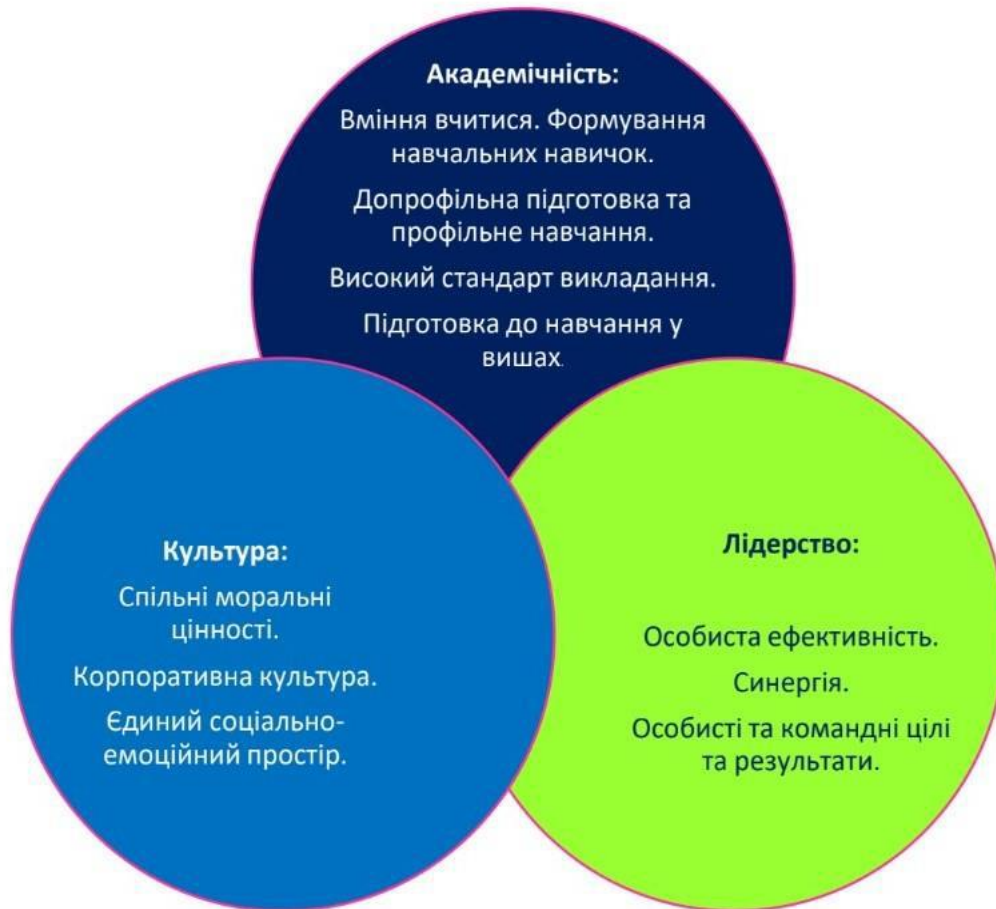 Академічність:
Вміння вчитися. Формування
навчальних навичок.
Допрофільна підготовка та
профільне навчання.
Високий стандарт викладання.
Підготовка до навчання у
вишах.
Культура:
Спільні моральні
цінності.
Корпоративна культура.
Єдиний соціально-
емоційний простір.
Лідерство:
Особиста ефективність.
Синергія.
Особисті та командні цілі
та результати.